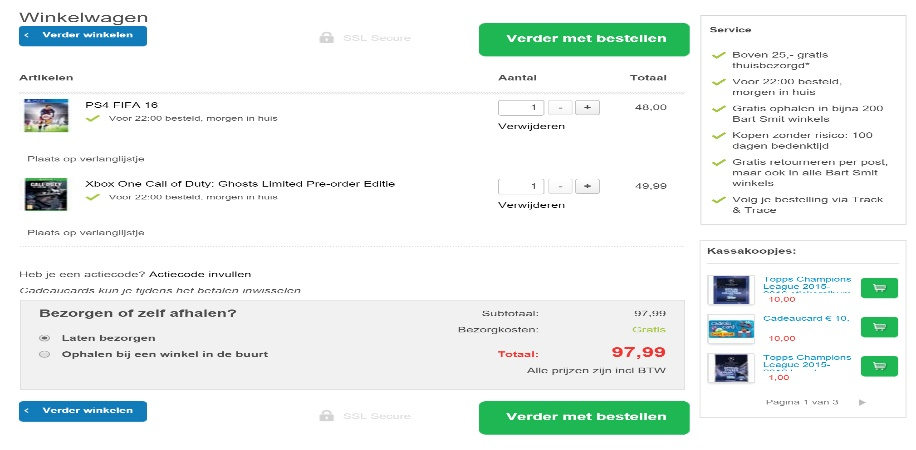 Winkelwagen
< Verder winkelen
SSL Secure
Verder met bestellen
Artikelen Aantal Totaal
PS4 FIFA 16 1 - + 48,00
Voor 22:00 besteld, morgen in huis
Verwijderen
Plaats op verlanglijstje
Xbox One Call of Duty: Ghosts Limited Pre-order Editie 1 - + 49,99
Voor 22:00 besteld, morgen in huis
Verwijderen
Plaats op verlanglijstje
Heb je een actiecode? Actiecode invullen
Cadeaucards kun je tijdens het betalen inwisselen
Bezorgen of zelf afhalen?
Laten bezorgen
Ophalen bij een winkel in de buurt
Subtotaal: 97,99
Bezorgkosten: Gratis
Totaal: 97,99
Alle prijzen zijn incl BTW
< Verder winkelen
SSL Secure
Verder met bestellen
Service
Boven 25,- gratis
thuisbezorgd*
Voor 22:00 besteld,
morgen in huis
Gratis ophalen in bijna 200
Bart Smit winkels
Kopen zonder risico: 100
dagen bedenktijd
Gratis retourneren per post,
maar ook in alle Bart Smit
winkels
Volg je bestelling via Track
& Trace
Kassakoopjes:
Topps Champions
League 2015-
10,00
Cadeaucard € 10,
10,00
Topps Champions
League 2015-
1,00
Pagina 1 van 3